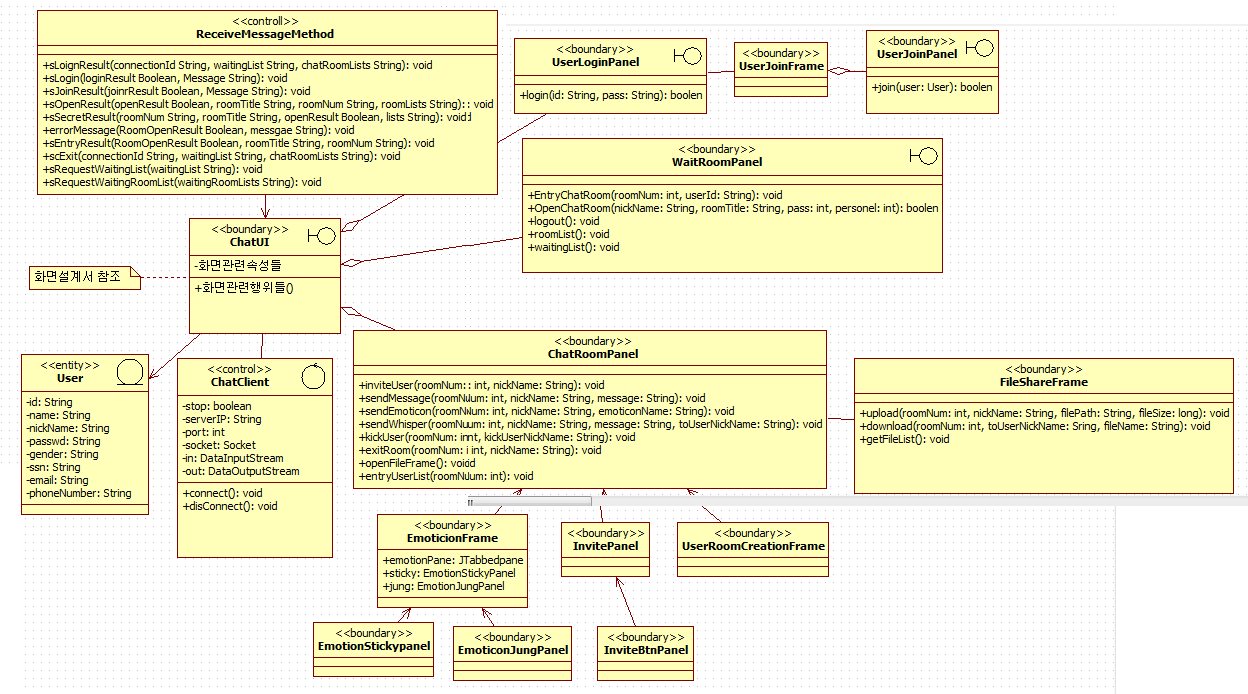 <<controll>>
ReceiveMessageMethod
+sLoignResult(connectionId String, waitingList String, chatRoomLists String): void
+sLogin(loginResult Boolean, Message String): void
+sJoinResult(joinrResult Boolean, Message String): void
+sOpenResult(openResult Boolean, roomTitle String, roomNum String, roomLists String): : void
+sSecretResult(roomNum String, roomTitle String, openResult Boolean, lists String): void
+errorMessage(RoomOpenResult Boolean, messgae String): void
+sEntryResult(RoomOpenResult Boolean, roomTitle String, roomNum String): void
+scExit(connectionId String, waitingList String, chatRoomLists String): void
+sRequestWaitingList(waitingList String): void
+sRequestWaitingRoomList(waitingRoomLists String): void
<<boundary>>
UserLoginPanel
+login(id: String, pass: String): boolen
<<boundary>>
UserJoinFrame
<<boundary>>
UserJoinPanel
+join(user: User): boolen
<<boundary>>
WaitRoomPanel
+EntryChatRoom(roomNum: int, userId: String): void
+OpenChatRoom(nickName: String, roomTitle: String, pass: int, personel: int): boolen
+logout(): void
+roomList(): void
+waitingList(): void
<<boundary>>
ChatUI
-화면관련속성들
+화면관련행위들()
화면설계서 참조
<<entity>>
User
-id: String
-name: String
-nickName: String
-passwd: String
-gender: String
-ssn: String
-email: String
-phoneNumber: String
<<control>>
ChatClient
-stop: boolean
-serverIP: String
-port: int
-socket: Socket
-in: DataInputStream
-out: DataOutputStream
+connect(): void
+disConnect(): void
<<boundary>>
ChatRoomPanel
+inviteUser(roomNum: : int, nickName: String): void
+sendMessage(roomNum: int, nickName: String, message: String): void
+sendEmoticon(roomNum: int, nickName: String, emoticonName: String): void
+sendWhisper(roomNum: int, nickName: String, message: String, toUserNickName: String): void
+kickUser(roomNum: int, kickUserNickName: String): void
+exitRoom(roomNum: int, nickName: String): void
+openFileFrame(): void
+entryUserList(roomNum: int): void
<<boundary>>
FileShareFrame
+upload(roomNum: int, nickName: String, filePath: String, fileSize: long): void
+download(roomNum: int, toUserNickName: Sring, fileName: String): void
+getFileList(): void
<<boundary>>
EmoticionFrame
+emotionPane: JTabbedpane
+sticky: EmotionStickyPanel
+jung: EmotionJungPanel
<<boundary>>
InvitePanel
<<boundary>>
UserRoomCreationFrame
<<boundary>>
EmotionStickypanel
<<boundary>>
EmoticonJungPanel
<<boundary>>
InviteBtnPanel